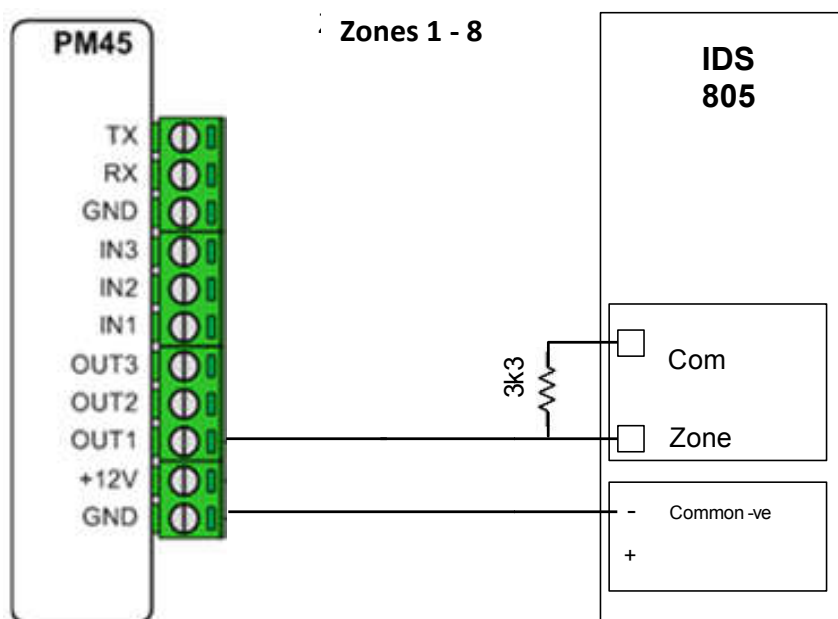 PM45
Zones 1 - 8
IDS
805
TX
RX
GND
IN3
IN2
IN1
OUT3
OUT2
OUT1
+12V
GND
3k3
Com
Zone
- Common -ve
+